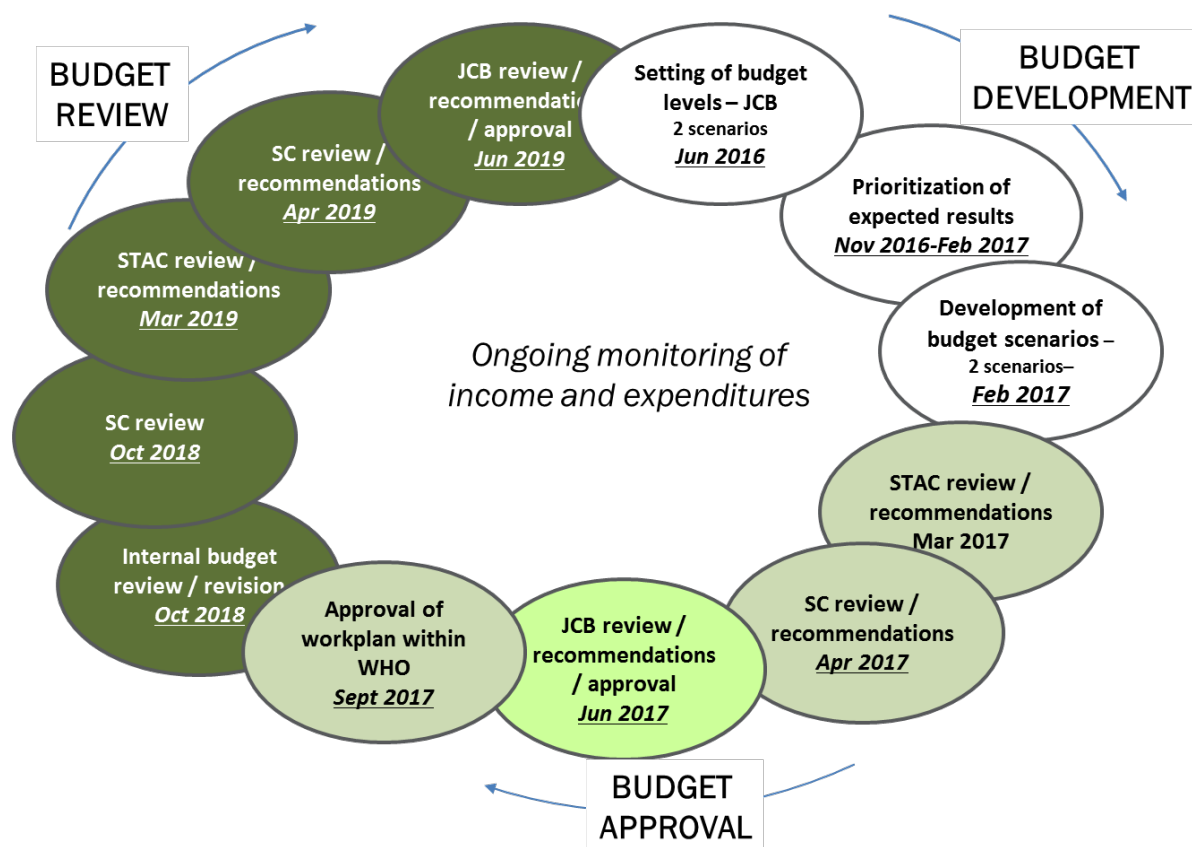 BUDGET
REVIEW
BUDGET
DEVELOPMENT
JCB review /
recommendati
/ approval
Jun 2019
Setting of budget
levels – JCB
2 scenarios
Jun 2016
Prioritization of
expected results
Nov 2016-Feb 2017
Development of
budget scenarios –
2 scenarios–
Feb 2017
STAC review /
recommendations
Mar 2017
SC review /
recommendations
Apr 2017
JCB review /
recommendations
/ approval
Jun 2017
Approval of
workplan within
WHO
Sept 2017
Internal budget
review / revision
Oct 2018
SC review
Oct 2018
STAC review /
recommendations
Mar 2019
SC review /
recommendations
Apr 2019
Ongoing monitoring of
income and expenditures
BUDGET
APPROVAL